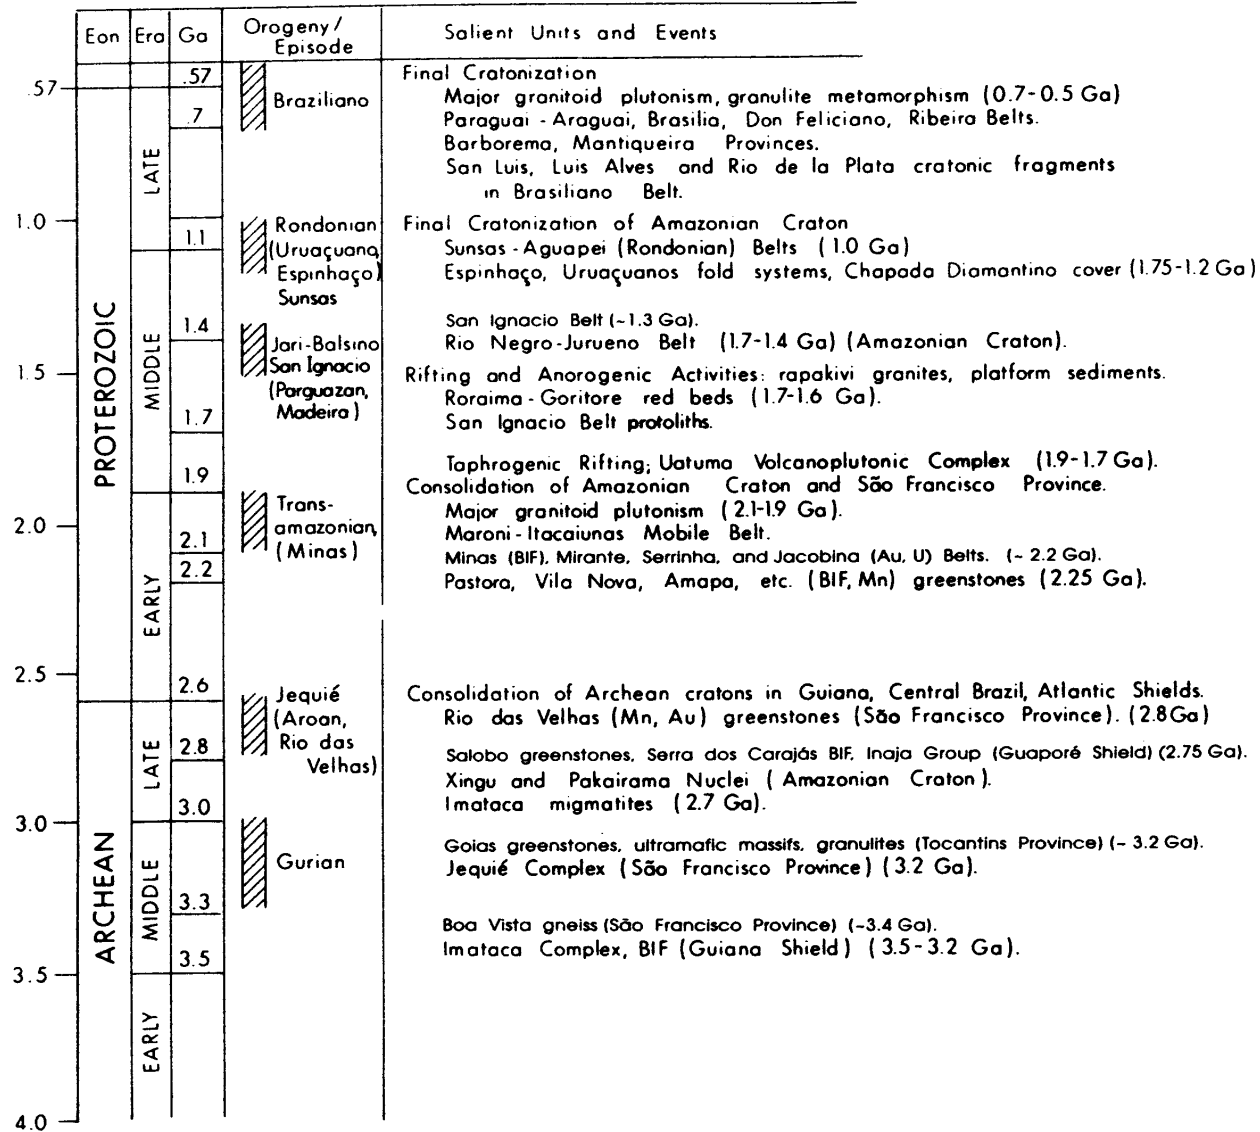 Eon Era Ga Orogeny/ Episode Salient Units and Events
.57
1.0
1.5
2.0
2.5
3.0
3.5
4.0
PROTEROZOIC
ARCHEAN
LATE
MIDDLE
EARLY
LATE
MIDDLE
EARLY
.57
.7
1.1
1.4
1.7
1.9
2.1
2.2
2.6
2.8
3.0
3.3
3.5
Braziliano
Rondonian
(Uruaçuano,
Espinhaço)
Sunsas
Jari-Balsino
San Ignacio
(Parguazan,
Madeira)
Trans-
amazonian,
(Minas)
Jequié
(Aroan,
Rio das
Velhas)
Gurian
Final Cratonization
Major granitoid plutonism, granulite metamorphism (0.7-0.5 Ga)
Paraguai - Araguai, Brasilia, Don Feliciano, Ribeira Belts.
Barborema, Mantiqueira Provinces.
San Luis, Luis Alves and Rio de la Plata cratonic fragments
in Brasiliano Belt.
Final Cratonization of Amazonian Craton
Sunsas - Aguapei (Rondonian) Belts (1.0 Ga)
Espinhaço, Uruaçuanos fold systems, Chapada Diamantino cover (1.75-1.2 Ga)
San Ignacio Belt (~1.3 Ga).
Rio Negro-Jurueno Belt (1.7-1.4 Ga) (Amazonian Craton).
Rifting and Anorogenic Activities: rapakivi granites, platform sediments.
Roraima - Goritore red beds (1.7-1.6 Ga).
San Ignacio Belt protoliths.
Taphrogenic Rifting; Uatuma Volcanoplutonic Complex (1.9-1.7 Ga).
Consolidation of Amazonian Craton and São Francisco Province.
Major granitoid plutonism (2.1-1.9 Ga).
Maroni - Itacaiunas Mobile Belt.
Minas (BIF), Mirante, Serrinha, and Jacobina (Au, U) Belts. (~ 2.2 Ga).
Pastora, Vila Nova, Amapa, etc. (BIF, Mn) greenstones (2.25 Ga).
Consolidation of Archean cratons in Guiana, Central Brazil, Atlantic Shields.
Rio das Velhas (Mn, Au) greenstones (São Francisco Province). (2.8 Ga)
Salobo greenstones, Serra dos Carajás BIF, Inaja Group (Guaporé Shield) (2.75 Ga).
Xingu and Pakairama Nuclei (Amazonian Craton).
Imataca migmatites (2.7 Ga).
Goias greenstones, ultramafic massifs, granulites (Tocantins Province) (~ 3.2 Ga).
Jequié Complex (São Francisco Province) (3.2 Ga).
Boa Vista gneiss (São Francisco Province) (~3.4 Ga).
Imataca Complex, BIF (Guiana Shield) (3.5-3.2 Ga).